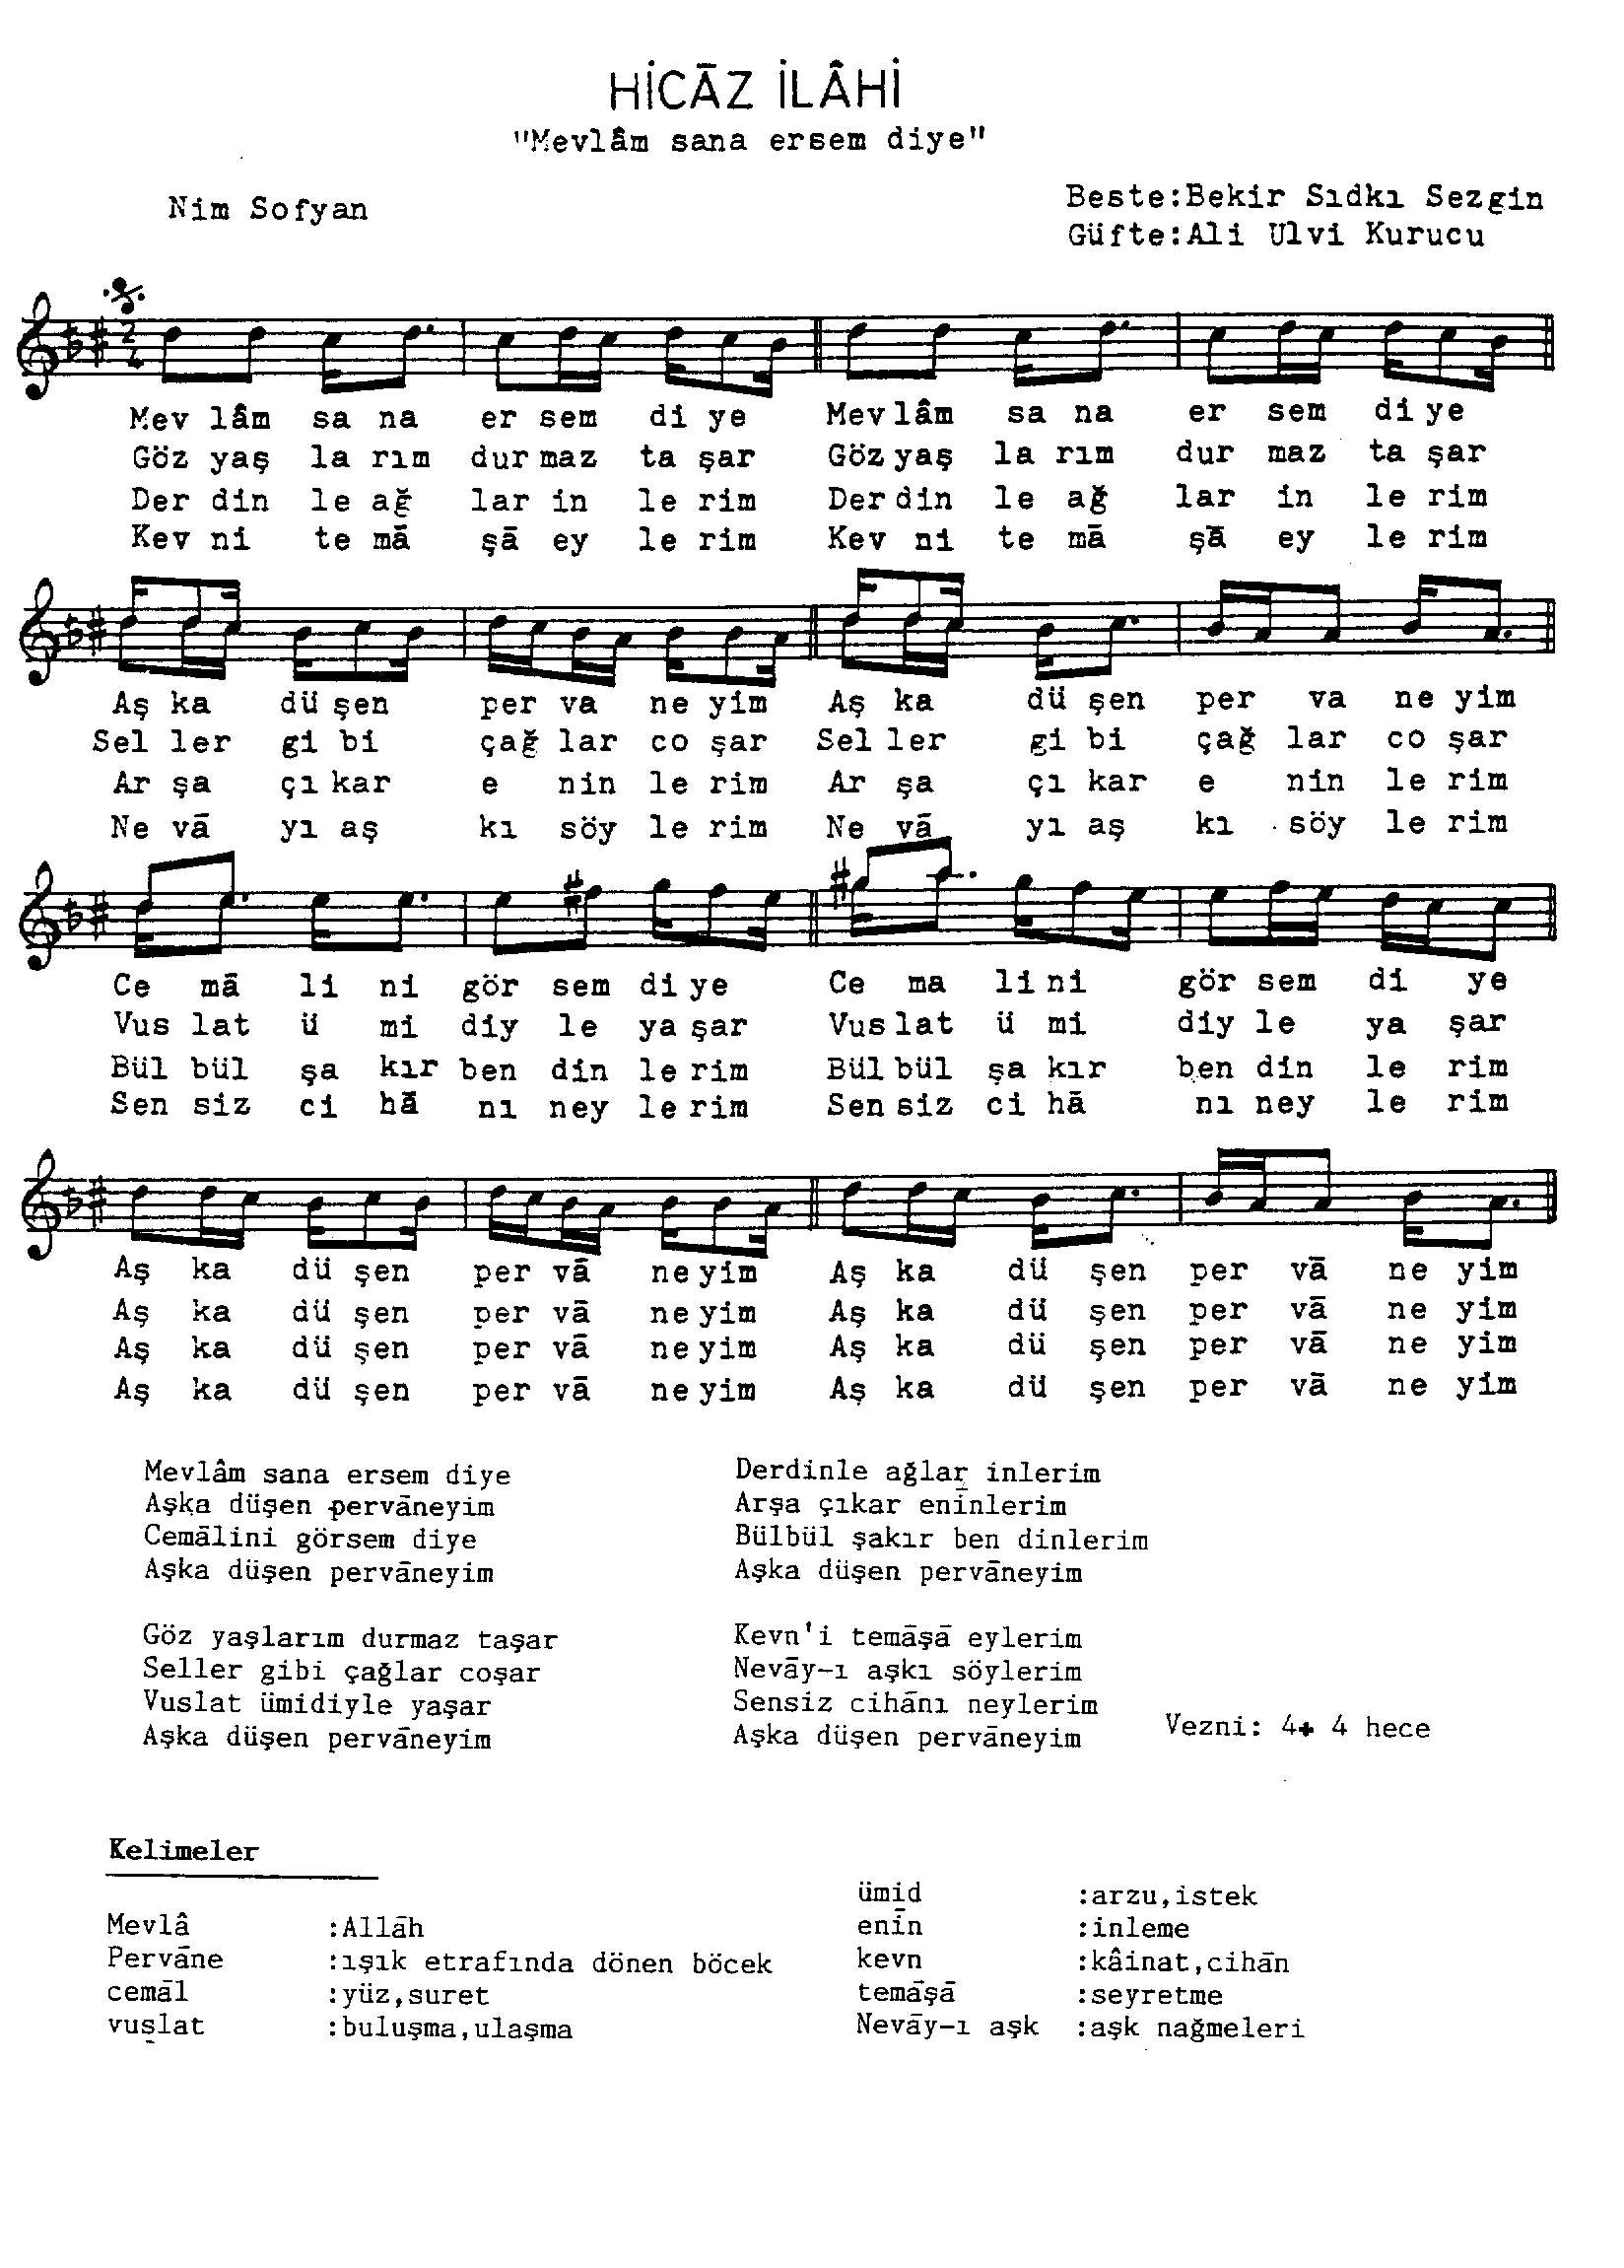 HİCĀZ İLÂHİ
"Mevlâm sana ersem diye"
Nim Sofyan
Beste:Bekir Sıdkı Sezgin
Güfte:Ali Ulvi Kurucu
2
4
Mev lâm sa na er sem di ye Mev lâm sa na er sem di ye
Göz yaş la rım dur maz ta şar Göz yaş la rım dur maz ta şar
Der din le ağ lar in le rim Der din le ağ lar in le rim
Kev ni te mā şā ey le rim Kev ni te mā şā ey le rim
Aş ka dü şen per va ne yim Aş ka dü şen per va ne yim
Sel ler gi bi çağ lar co şar Sel ler gi bi çağ lar co şar
Ar şa çı kar e nin le rim Ar şa çı kar e nin le rim
Ne vā yı aş kı söy le rim Ne vā yı aş kı söy le rim
Ce mā li ni gör sem di ye Ce ma li ni gör sem di ye
Vus lat ü mi diy le ya şar Vus lat ü mi diy le ya şar
Bül bül şa kır ben din le rim Bül bül şa kır ben din le rim
Sen siz ci hā nı ney le rim Sen siz ci hā nı ney le rim
Aş ka dü şen per vā ne yim Aş ka dü şen per vā ne yim
Aş ka dü şen per vā ne yim Aş ka dü şen per vā ne yim
Aş ka dü şen per vā ne yim Aş ka dü şen per vā ne yim
Aş ka dü şen per vā ne yim Aş ka dü şen per vā ne yim
Mevlâm sana ersem diye
Aşka düşen pervāneyim
Cemālini görsem diye
Aşka düşen pervāneyim
Göz yaşlarım durmaz taşar
Seller gibi çağlar coşar
Vuslat ümidiyle yaşar
Aşka düşen pervāneyim
Derdinle ağlar inlerim
Arşa çıkar enīnlerim
Bülbül şakır ben dinlerim
Aşka düşen pervāneyim
Kevn'i temāşā eylerim
Nevāy-ı aşkı söylerim
Sensiz cihānı neylerim
Aşka düşen pervāneyim
Vezni: 4+ 4 hece
Kelimeler
Mevlâ :Allāh
Pervāne :ışık etrafında dönen böcek
cemāl :yüz,suret
vuslat :buluşma,ulaşma
ümid :arzu,istek
enīn :inleme
kevn :kâinat,cihān
temāşā :seyretme
Nevāy-ı aşk :aşk nağmeleri